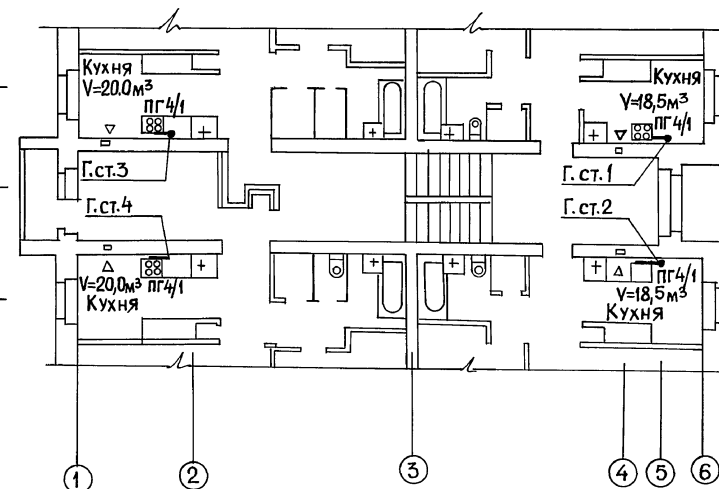 Кухня
V=20.0м³
ПГ4/1
Г.ст.3
Г.ст.4
V=20,0м³ ПГ4/1
Кухня
Кухня
V=18,5м³
ПГ4/1
Г.ст.1
Г.ст.2
ПГ4/1
V=18,5м³
Кухня
1 2 3 4 5 6